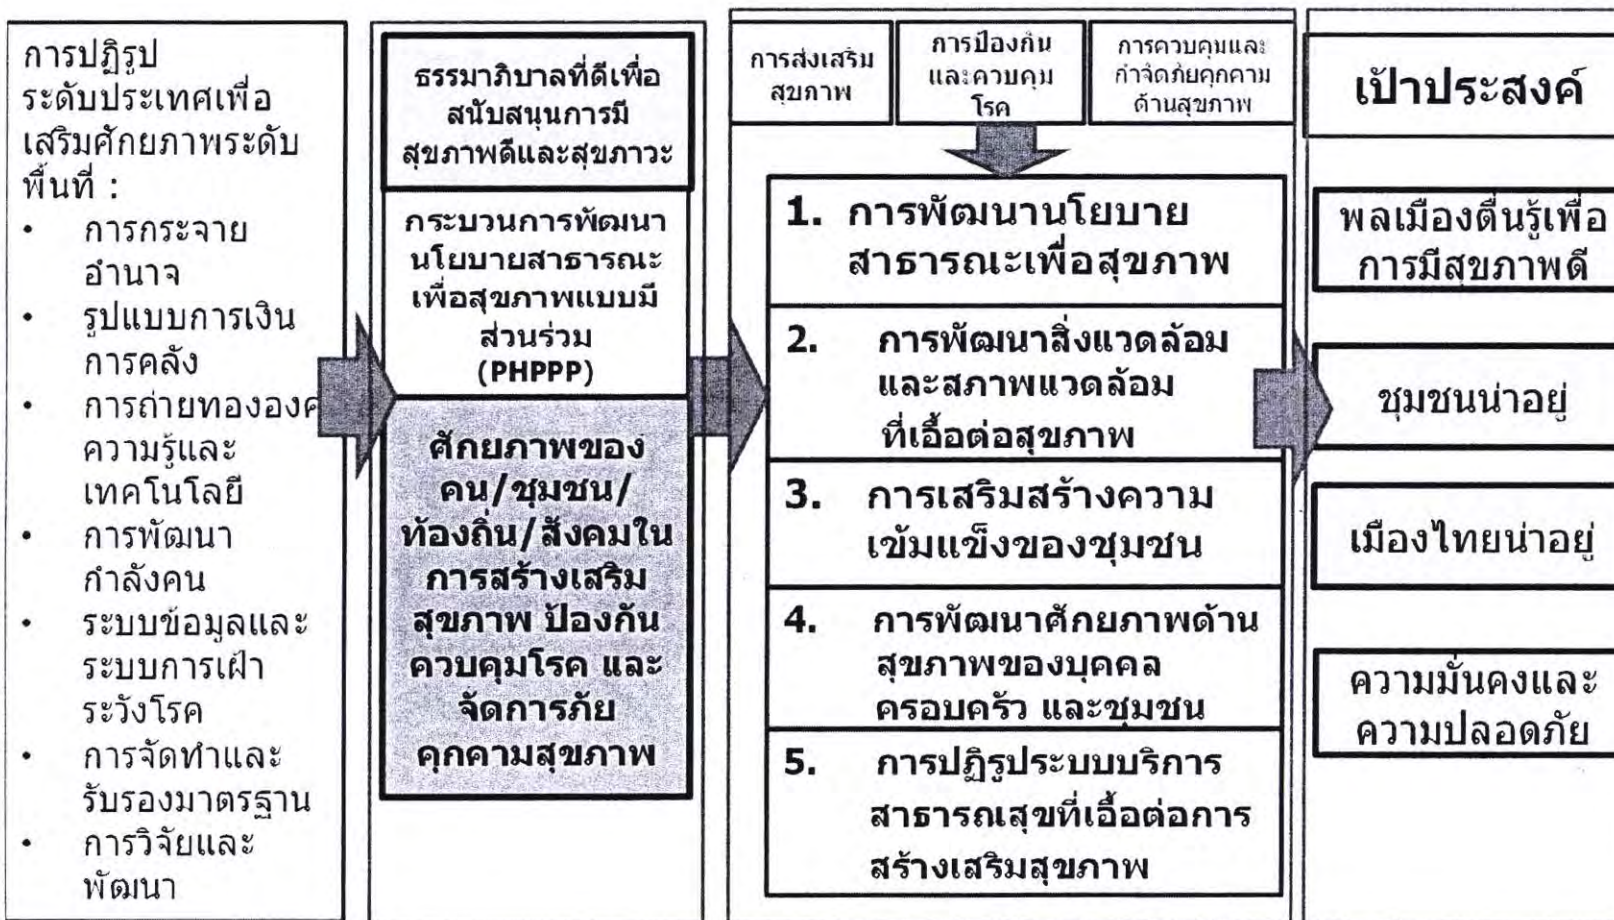 การปฏิรูป
ระดับประเทศเพื่อ
เสริมศักยภาพระดับ
พื้นที่ :
• การกระจาย
อำนาจ
• รูปแบบการเงิน
การคลัง
• การถ่ายทององค
ความรู้และ
เทคโนโลยี
• การพัฒนา
กำลังคน
• ระบบข้อมูลและ
ระบบการเฝ้า
ระวังโรค
• การจัดทำและ
รับรองมาตรฐาน
• การวิจัยและ
พัฒนา
ธรรมาภิบาลที่ดีเพื่อ
สนับสนุนการมี
สุขภาพดีและสุขภาวะ
กระบวนการพัฒนา
นโยบายสาธารณะ
เพื่อสุขภาพแบบมี
ส่วนร่วม
(PHPPP)
ศักยภาพของ
คน/ชุมชน/
ท้องถิ่น/สังคมใน
การสร้างเสริม
สุขภาพ ป้องกัน
ควบคุมโรค และ
จัดการภัย
คุกคามสุขภาพ
การส่งเสริม
สุขภาพ
การป้องกัน
และควบคุม
โรค
การควบคุมและ
กำจัดภัยคุกคาม
ด้านสุขภาพ
1. การพัฒนานโยบาย
สาธารณะเพื่อสุขภาพ
2. การพัฒนาสิ่งแวดล้อม
และสภาพแวดล้อม
ที่เอื้อต่อสุขภาพ
3. การเสริมสร้างความ
เข้มแข็งของชุมชน
4. การพัฒนาศักยภาพด้าน
สุขภาพของบุคคล
ครอบครัว และชุมชน
5. การปฏิรูประบบบริการ
สาธารณสุขที่เอื้อต่อการ
สร้างเสริมสุขภาพ
เป้าประสงค์
พลเมืองตื่นรู้เพื่อ
การมีสุขภาพดี
ชุมชนน่าอยู่
เมืองไทยน่าอยู่
ความมั่นคงและ
ความปลอดภัย